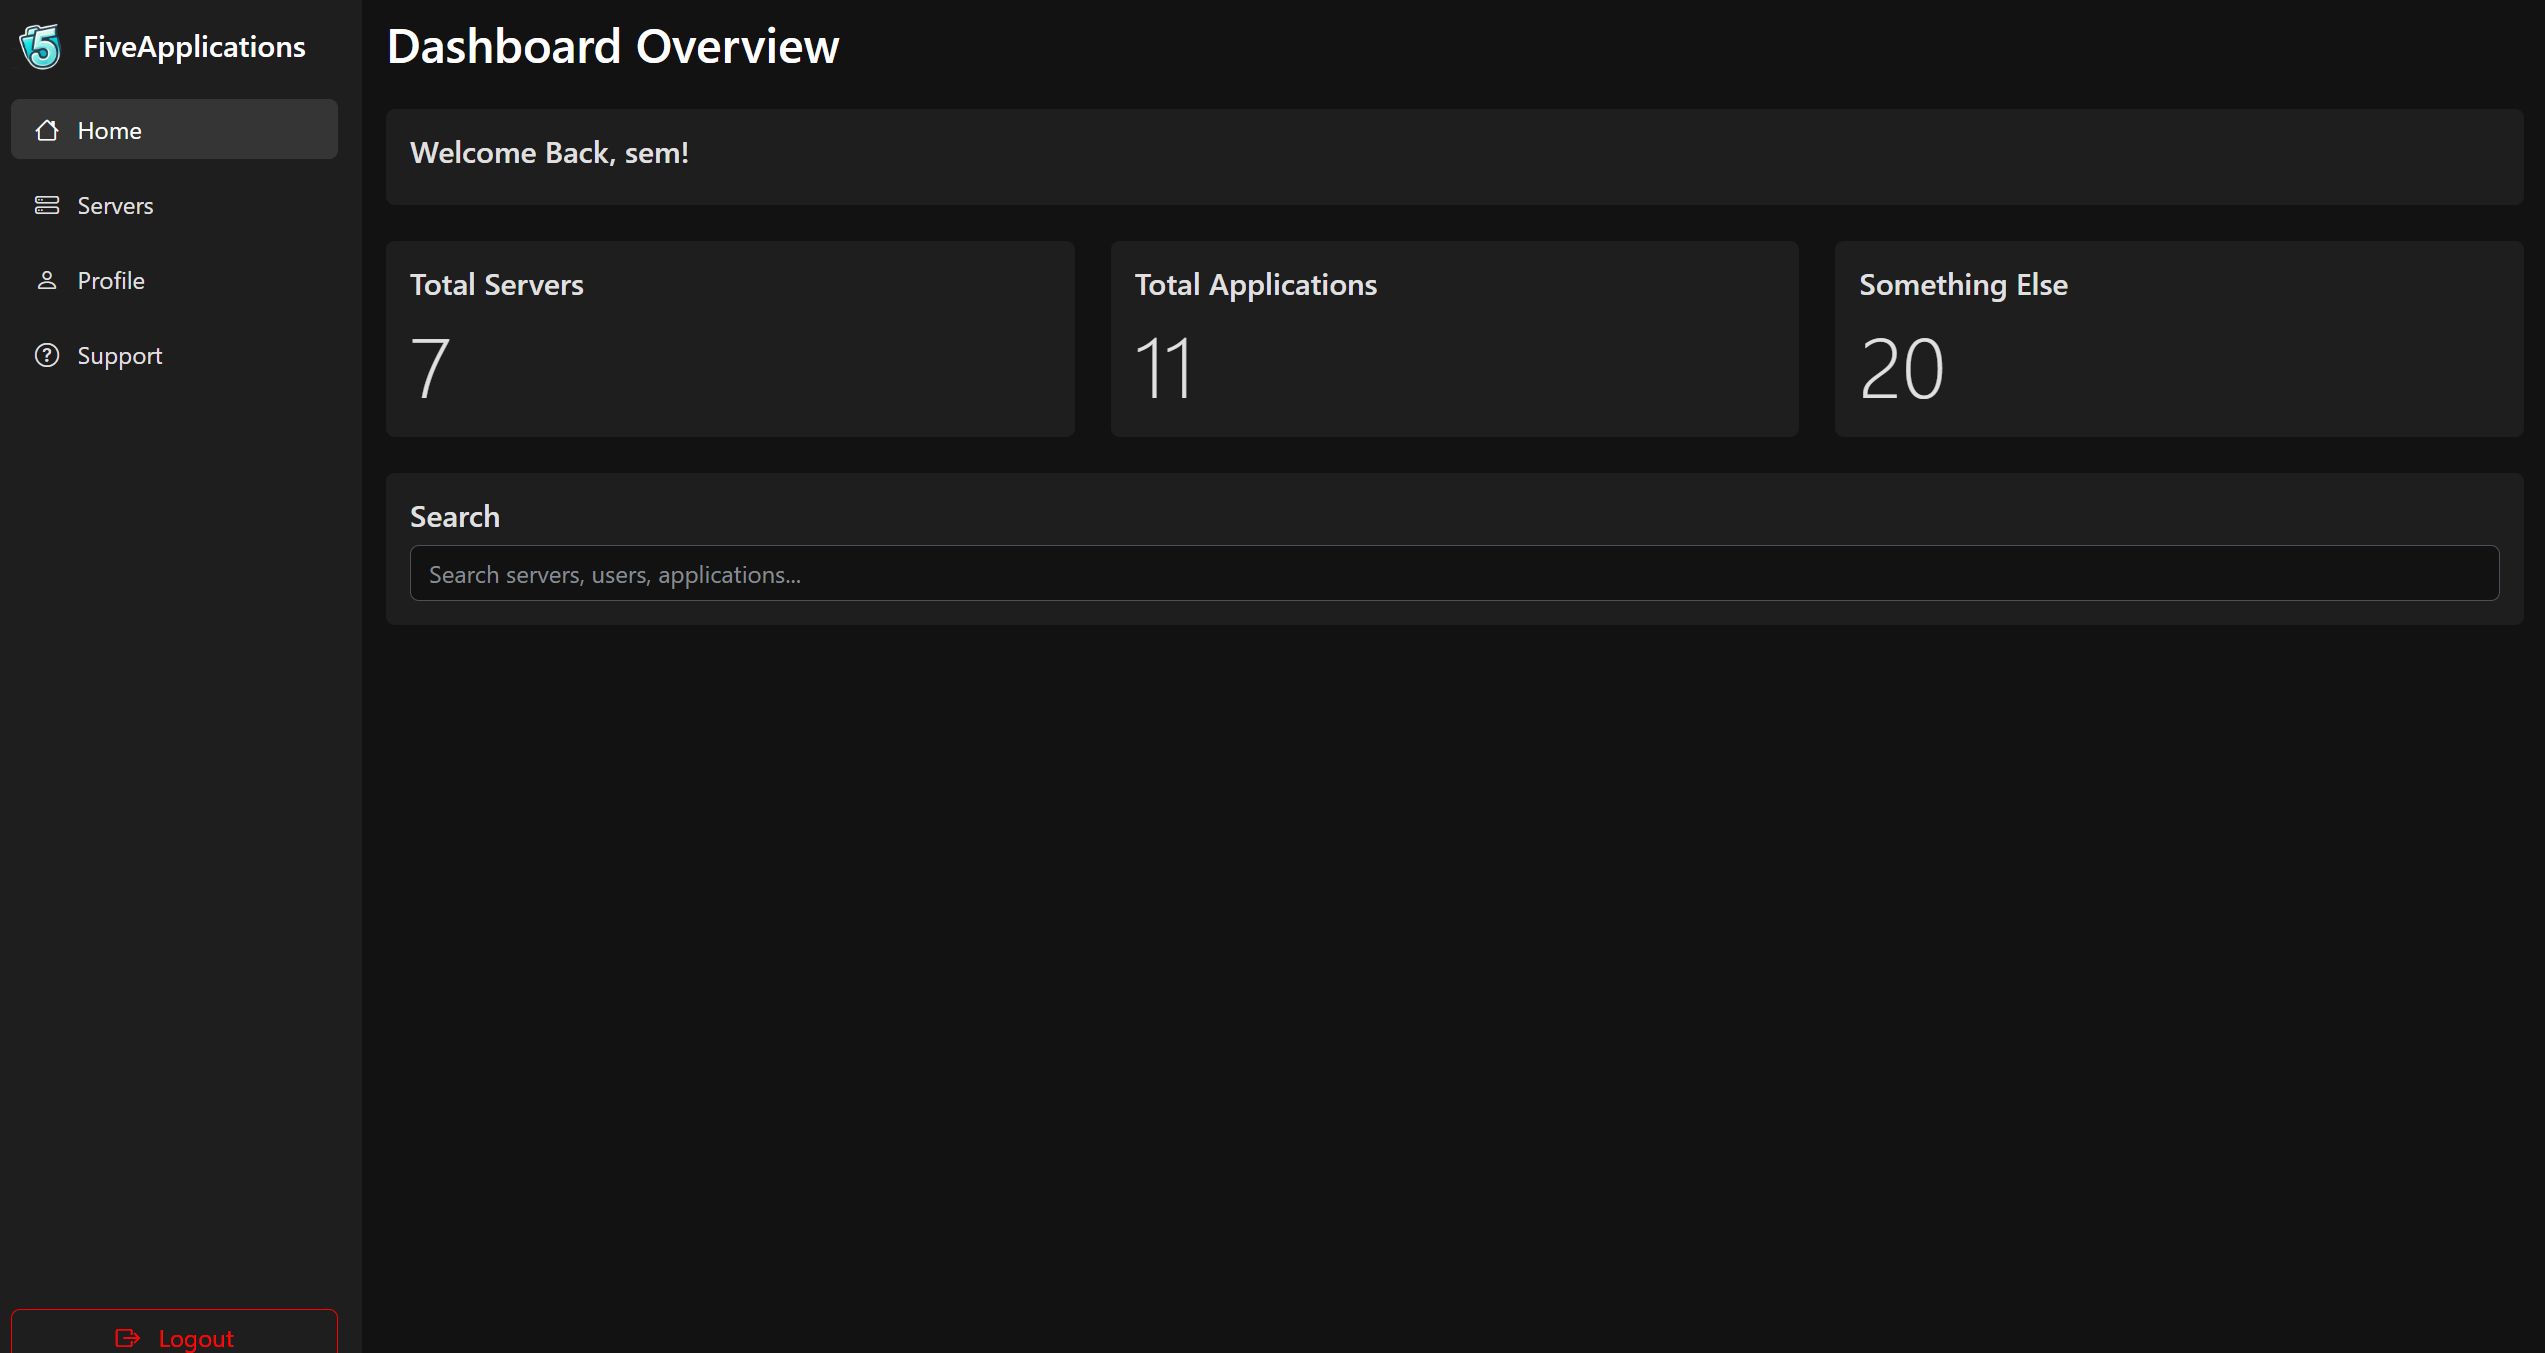 5 FiveApplications
Home
Servers
Profile
Support
Logout
Dashboard Overview
Welcome Back, sem!
Total Servers
7
Total Applications
11
Something Else
20
Search
Search servers, users, applications...